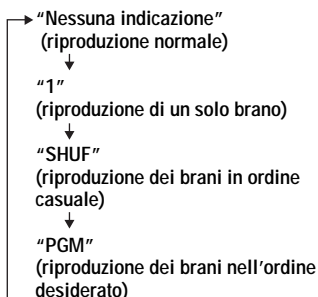 “Nessuna indicazione”
(riproduzione normale)
“1”
(riproduzione di un solo brano)
“SHUF”
(riproduzione dei brani in ordine
casuale)
“PGM”
(riproduzione dei brani nell’ordine
desiderato)